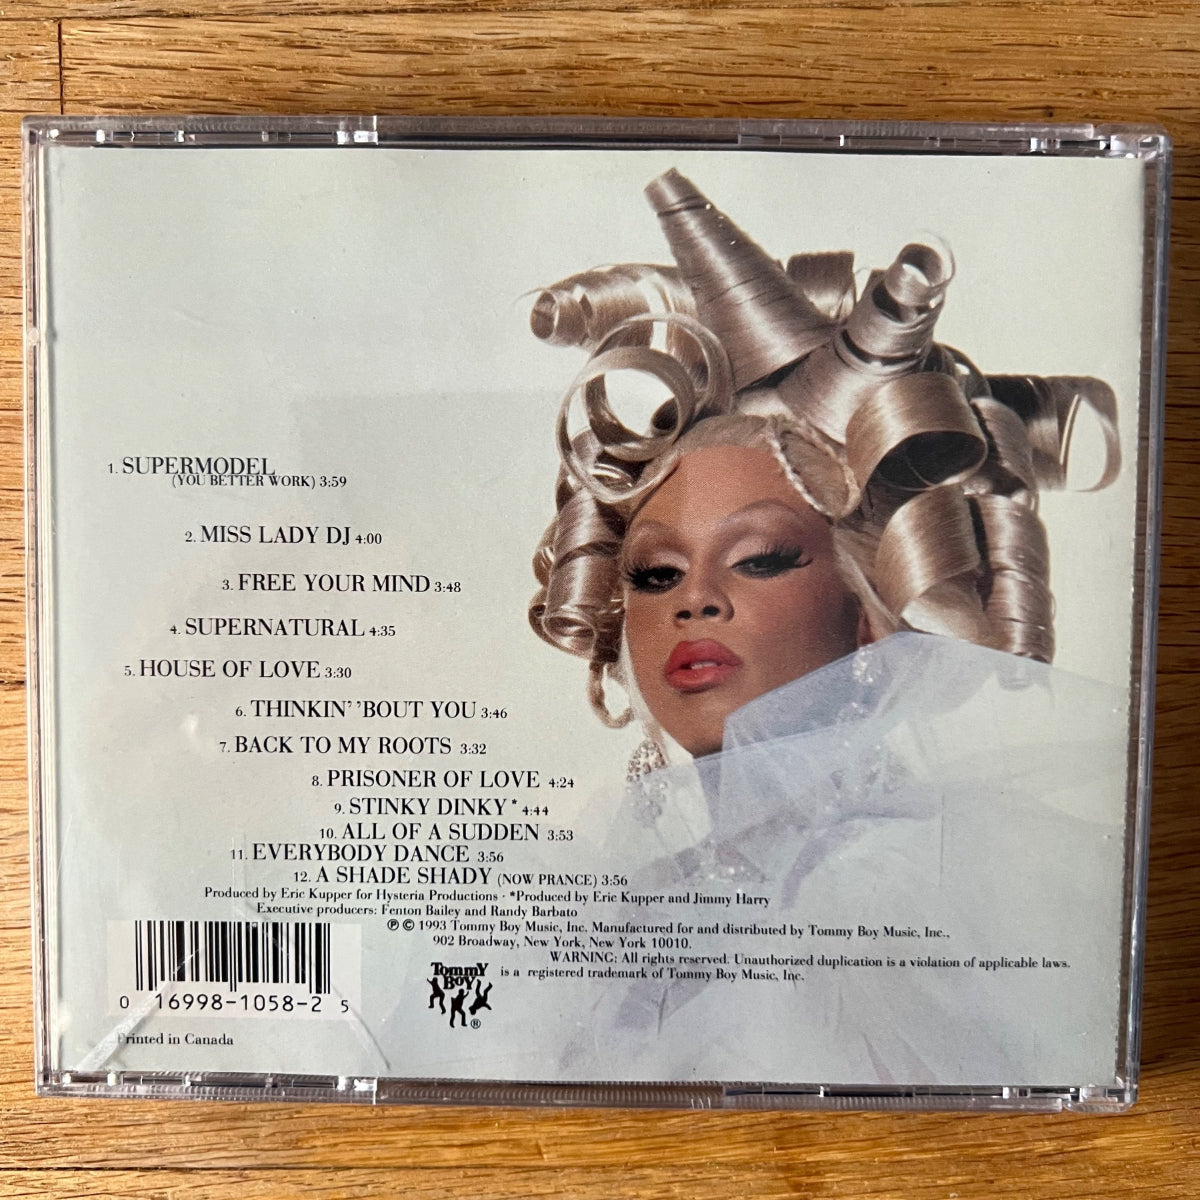 1. SUPERMODEL
(YOU BETTER WORK) 3:59
2. MISS LADY DJ 4:00
3. FREE YOUR MIND 3:48
4. SUPERNATURAL 4:35
5. HOUSE OF LOVE 3:30
6. THINKIN' 'BOUT YOU 3:46
7. BACK TO MY ROOTS 3:32
8. PRISONER OF LOVE 4:24
9. STINKY DINKY * 4:44
10. ALL OF A SUDDEN 3:53
11. EVERYBODY DANCE 3:56
12. A SHADE SHADY (NOW PRANCE) 3:56
Produced by Eric Kupper for Hysteria Productions · *Produced by Eric Kupper and Jimmy Harry
Executive producers: Fenton Bailey and Randy Barbato
℗ © 1993 Tommy Boy Music, Inc. Manufactured for and distributed by Tommy Boy Music, Inc.,
902 Broadway, New York, New York 10010.
WARNING: All rights reserved. Unauthorized duplication is a violation of applicable laws.
Tommy Boy ® is a registered trademark of Tommy Boy Music, Inc.
0 16998-1058-2 5
Printed in Canada